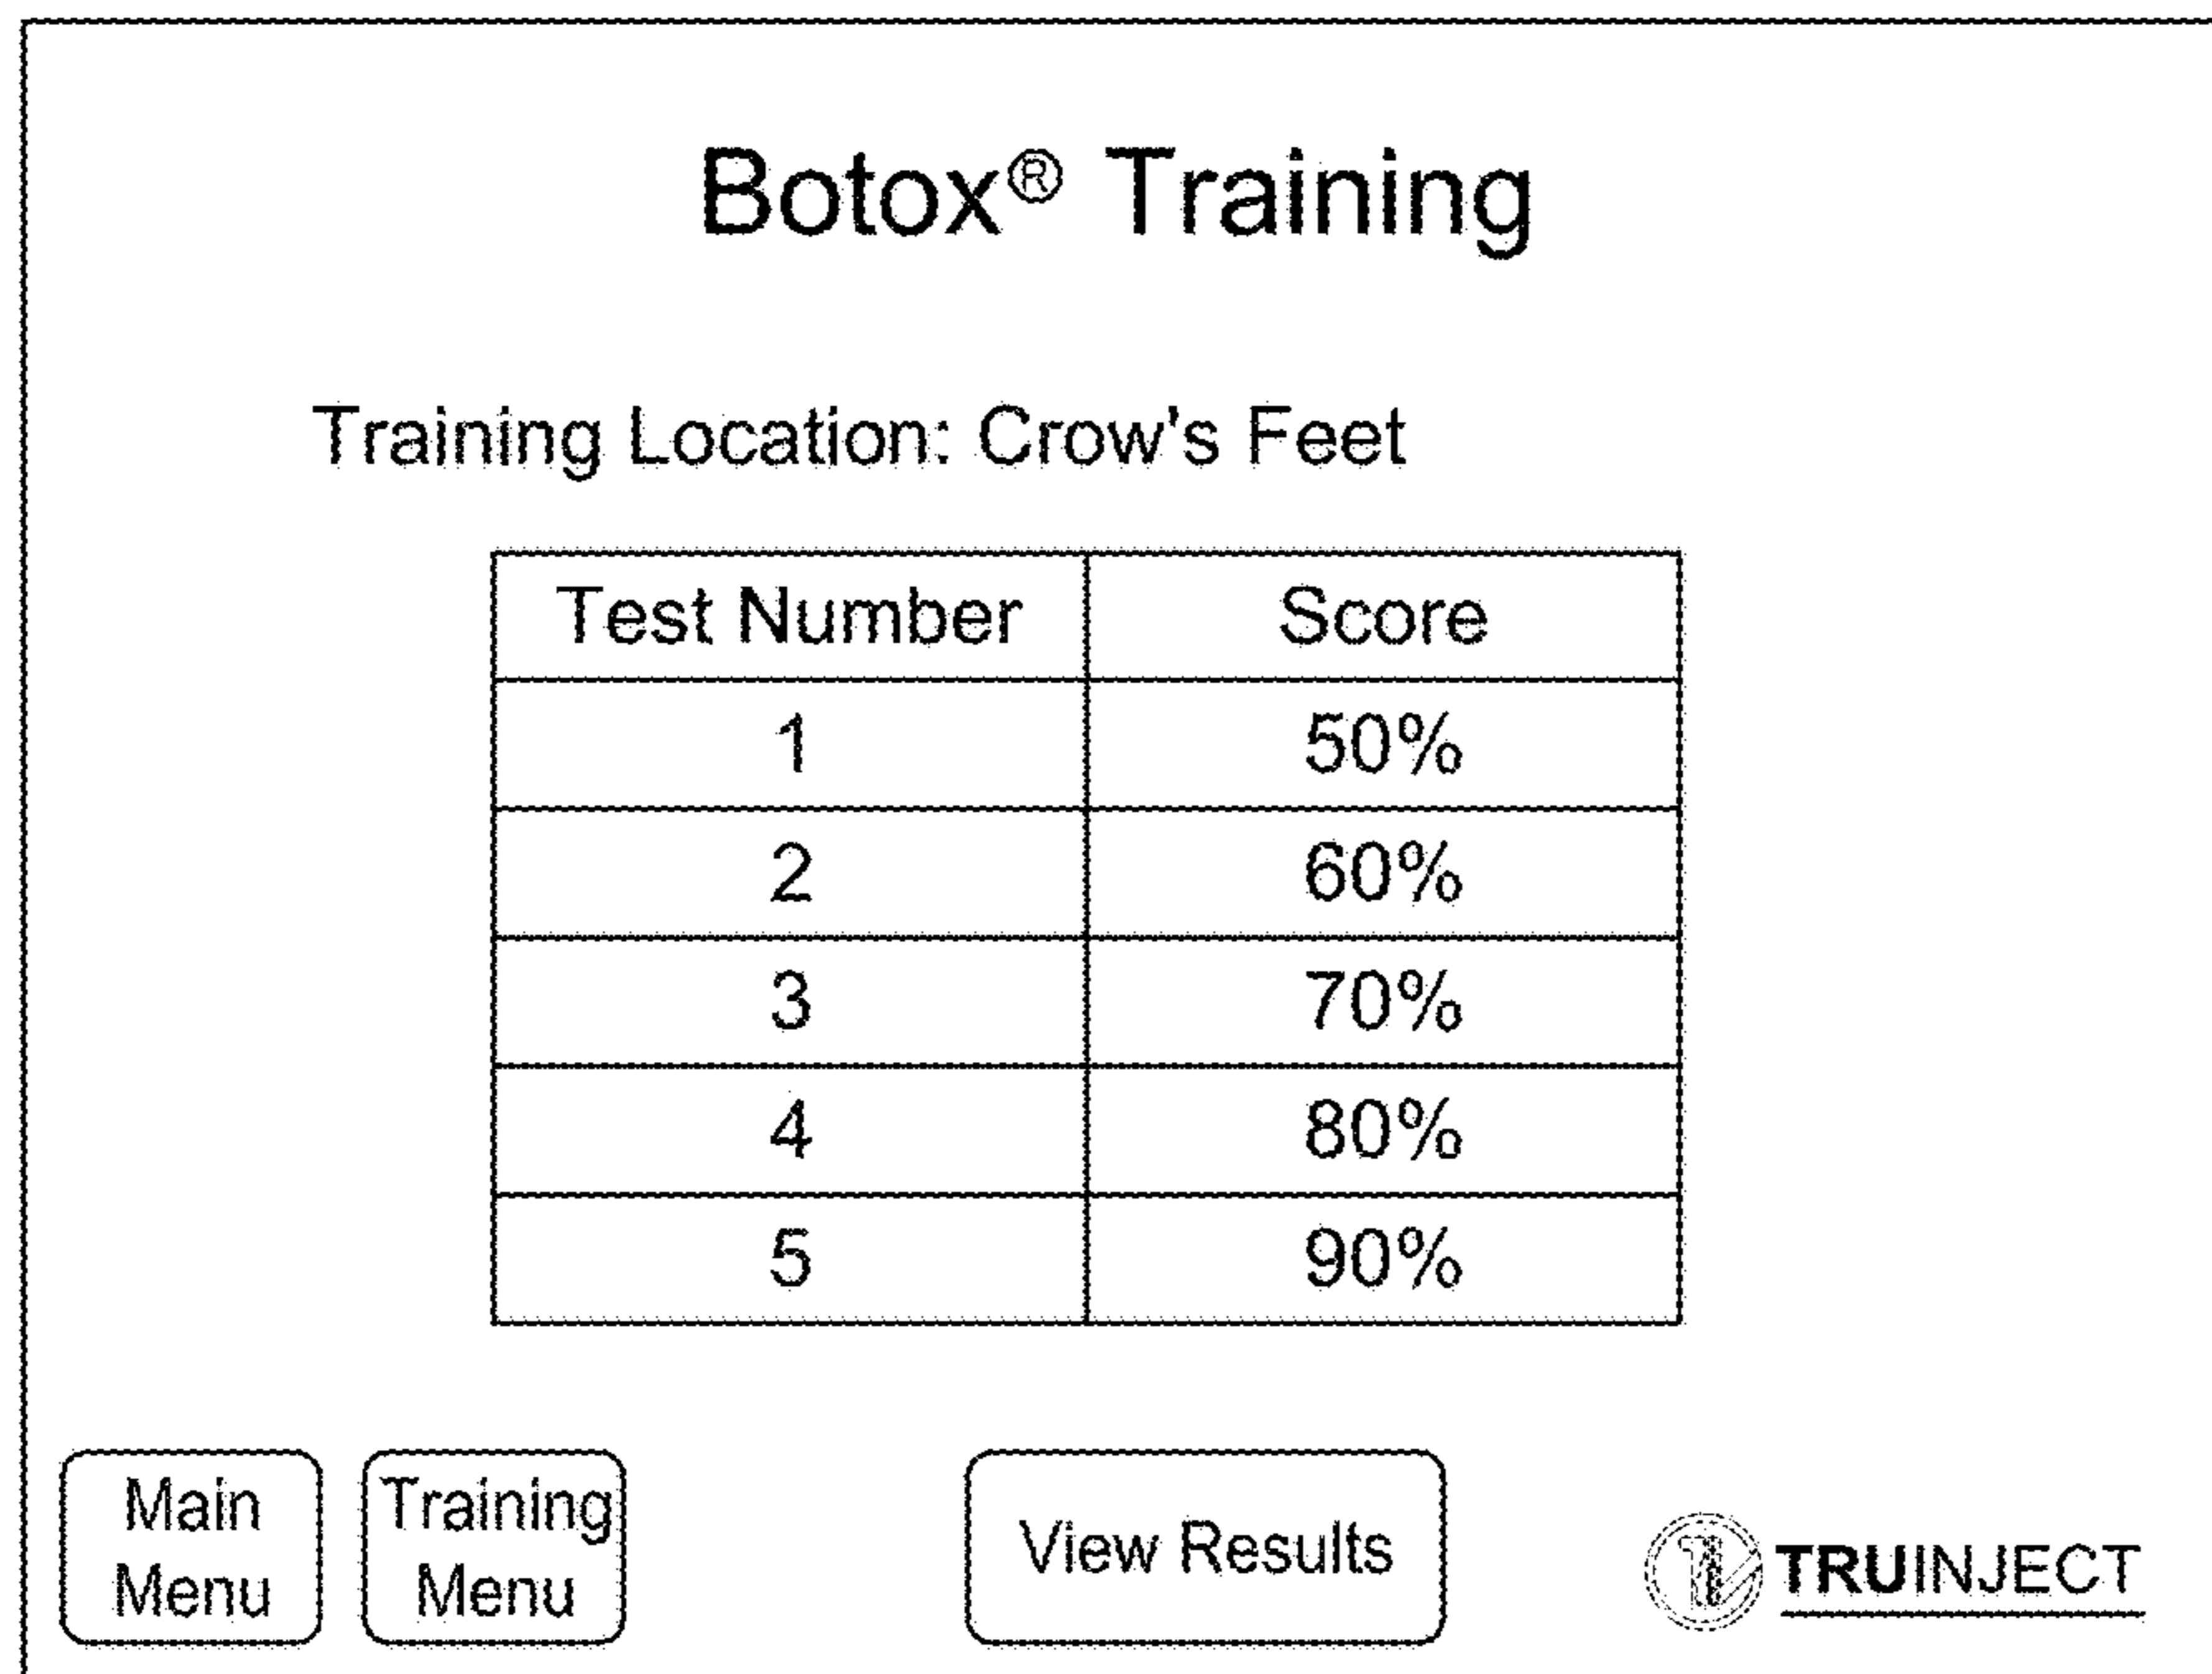 Botox® Training
Training Location: Crow's Feet
Test Number Score
1 50%
2 60%
3 70%
4 80%
5 90%
Main
Menu
Training
Menu
View Results
TRUINJECT